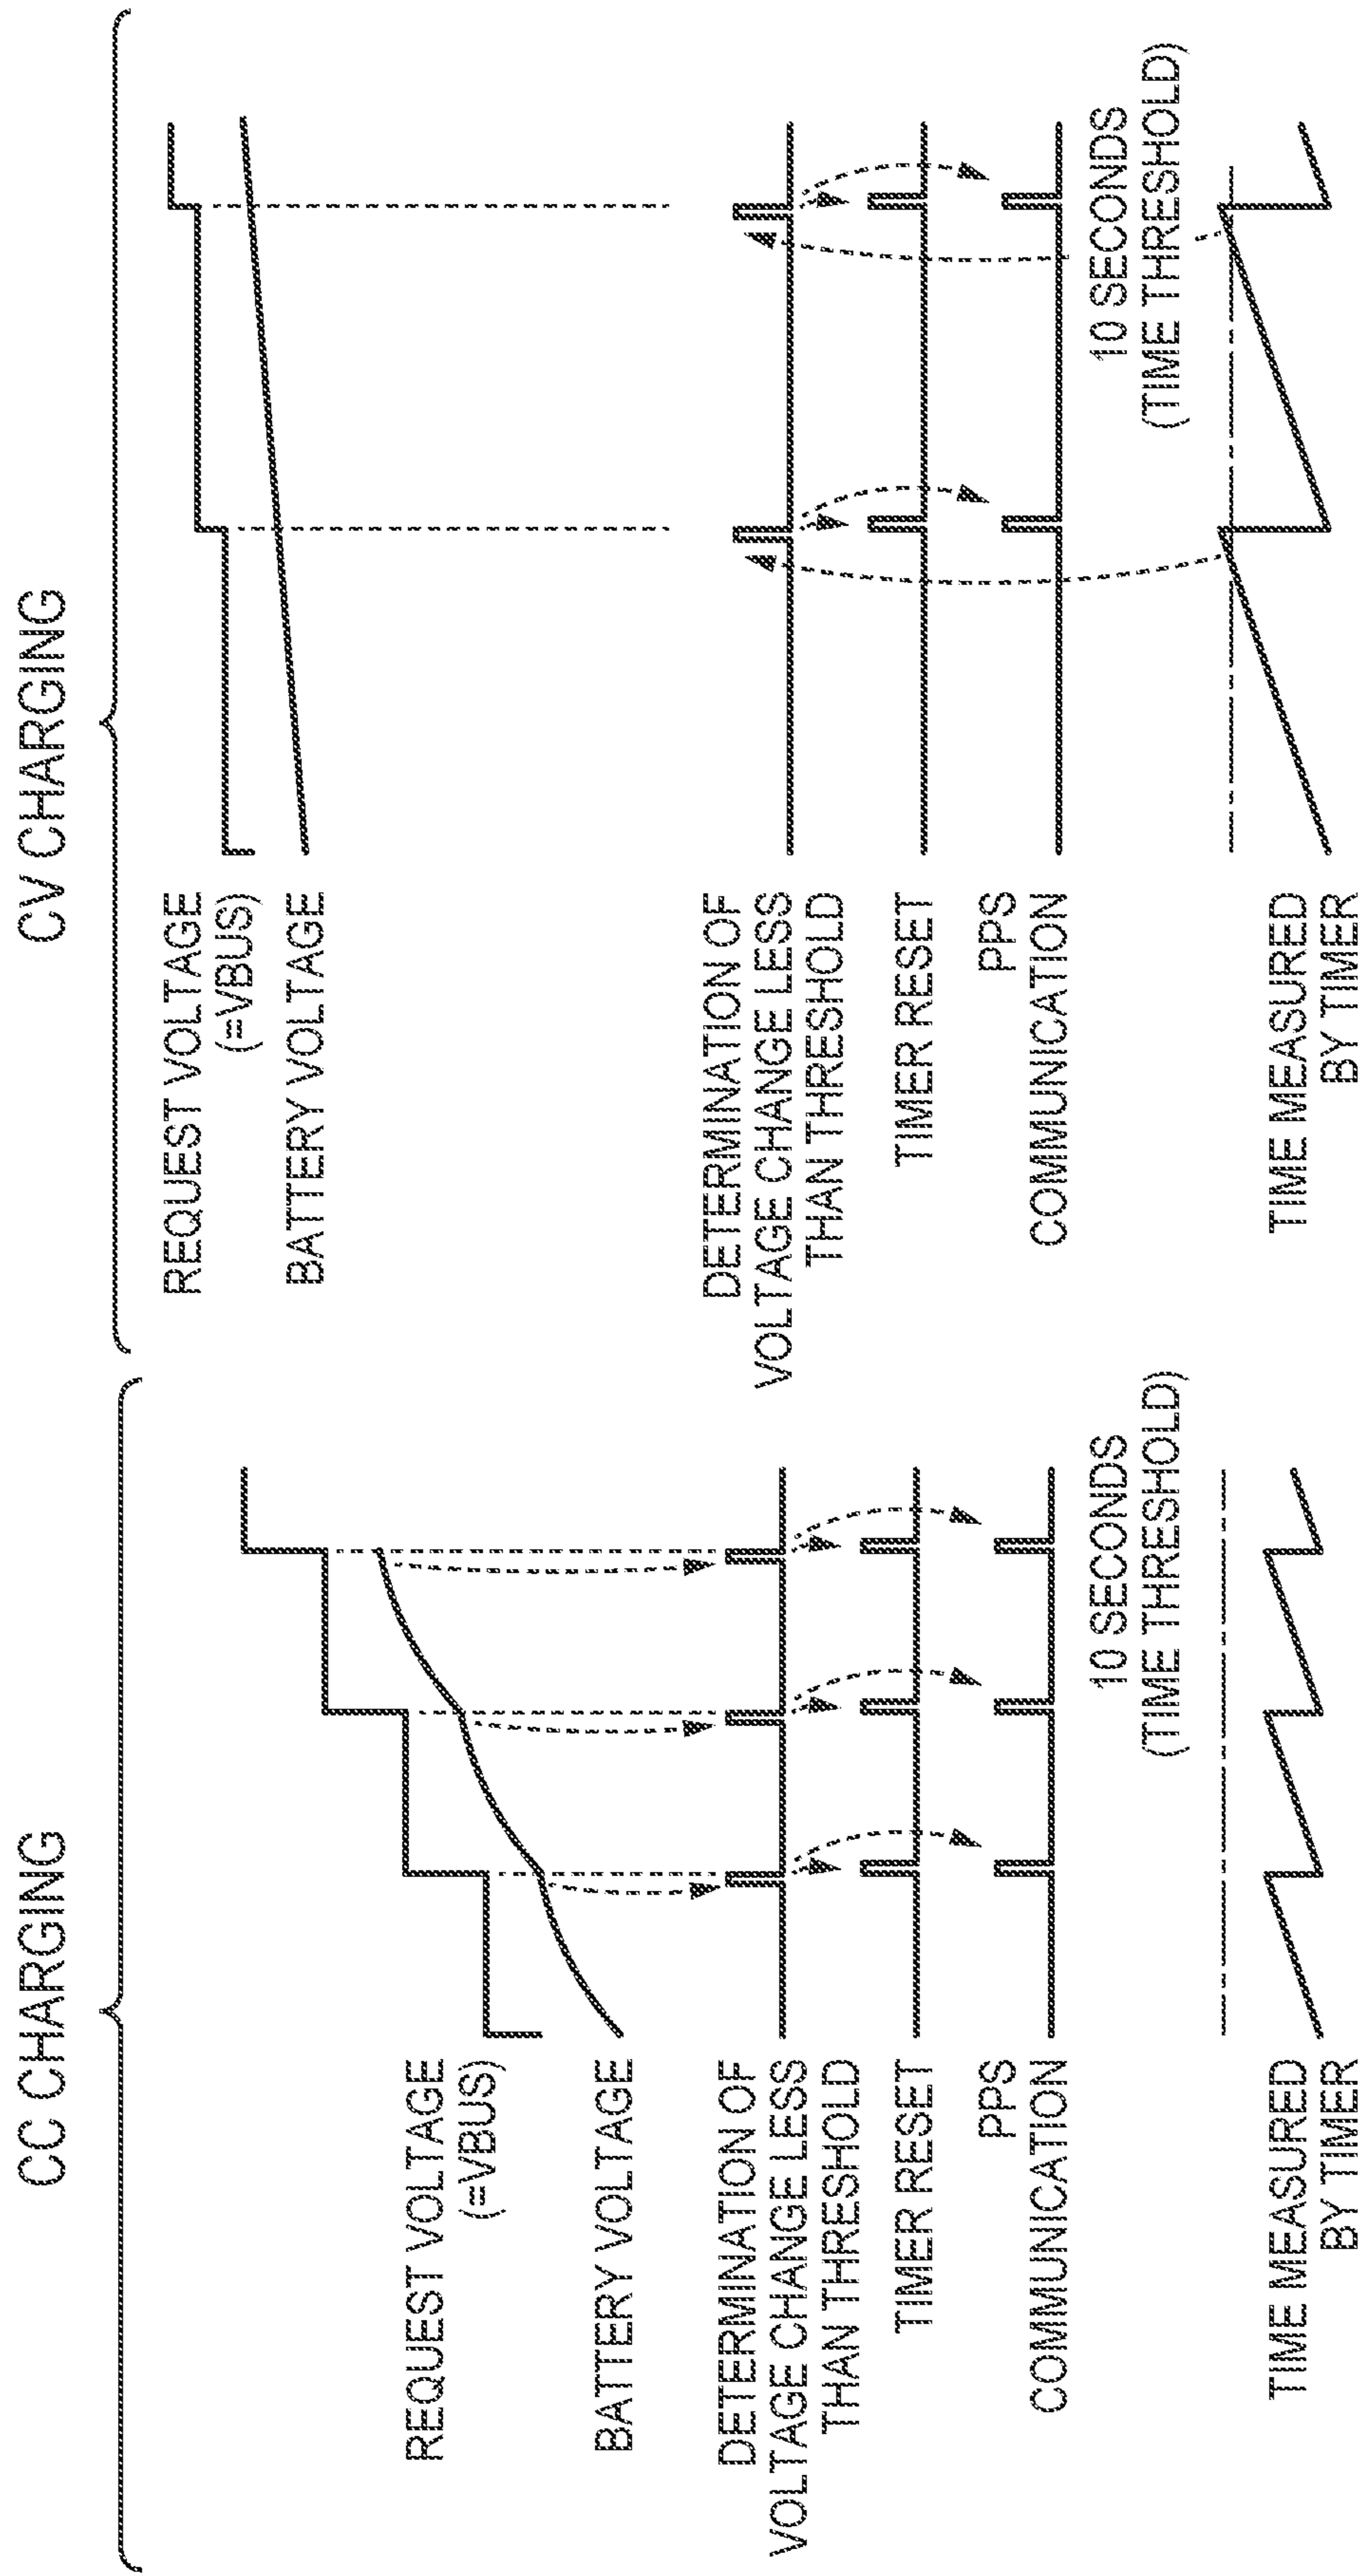 CC CHARGING
REQUEST VOLTAGE
(=VBUS)
BATTERY VOLTAGE
DETERMINATION OF
VOLTAGE CHANGE LESS
THAN THRESHOLD
TIMER RESET
PPS
COMMUNICATION
10 SECONDS
(TIME THRESHOLD)
TIME MEASURED
BY TIMER
CV CHARGING
REQUEST VOLTAGE
(=VBUS)
BATTERY VOLTAGE
DETERMINATION OF
VOLTAGE CHANGE LESS
THAN THRESHOLD
TIMER RESET
PPS
COMMUNICATION
10 SECONDS
(TIME THRESHOLD)
TIME MEASURED
BY TIMER